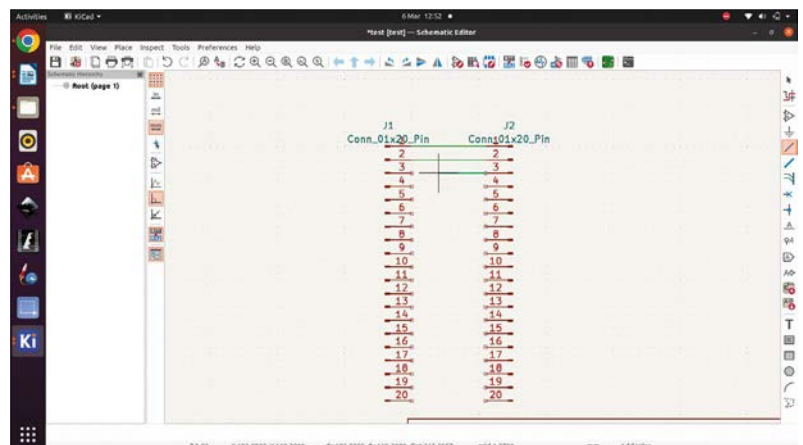 Activities
KiCad
6 Mar 12:52
*test [test] — Schematic Editor
File Edit View Place Inspect Tools Preferences Help
Schematic Hierarchy
Root (page 1)
J1
J2
Conn_01x20_Pin
Conn_01x20_Pin
2 2
3 3
4 4
5 5
6 6
7 7
8 8
9 9
10 10
11 11
12 12
13 13
14 14
15 15
16 16
17 17
18 18
19 19
20 20
Ki